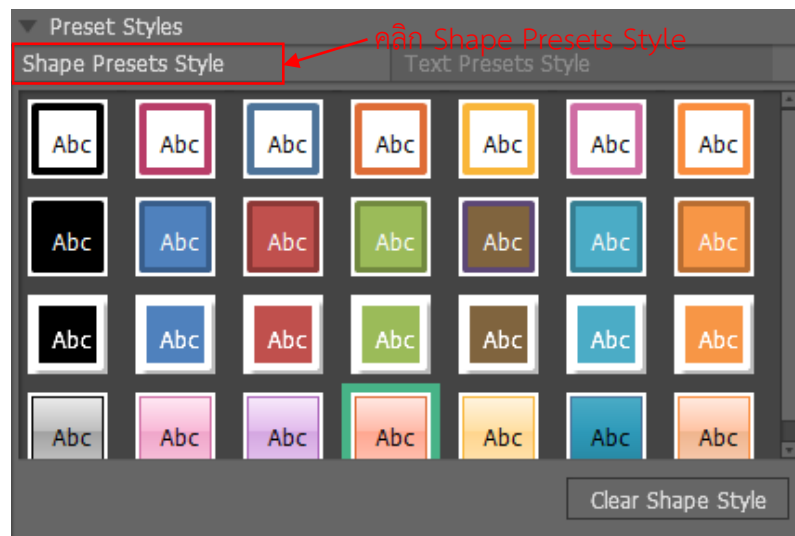 Preset Styles
คลิก Shape Presets Style
Shape Presets Style
Text Presets Style
Abc Abc Abc Abc Abc Abc Abc
Abc Abc Abc Abc Abc Abc Abc
Abc Abc Abc Abc Abc Abc Abc
Abc Abc Abc Abc Abc Abc Abc
Clear Shape Style